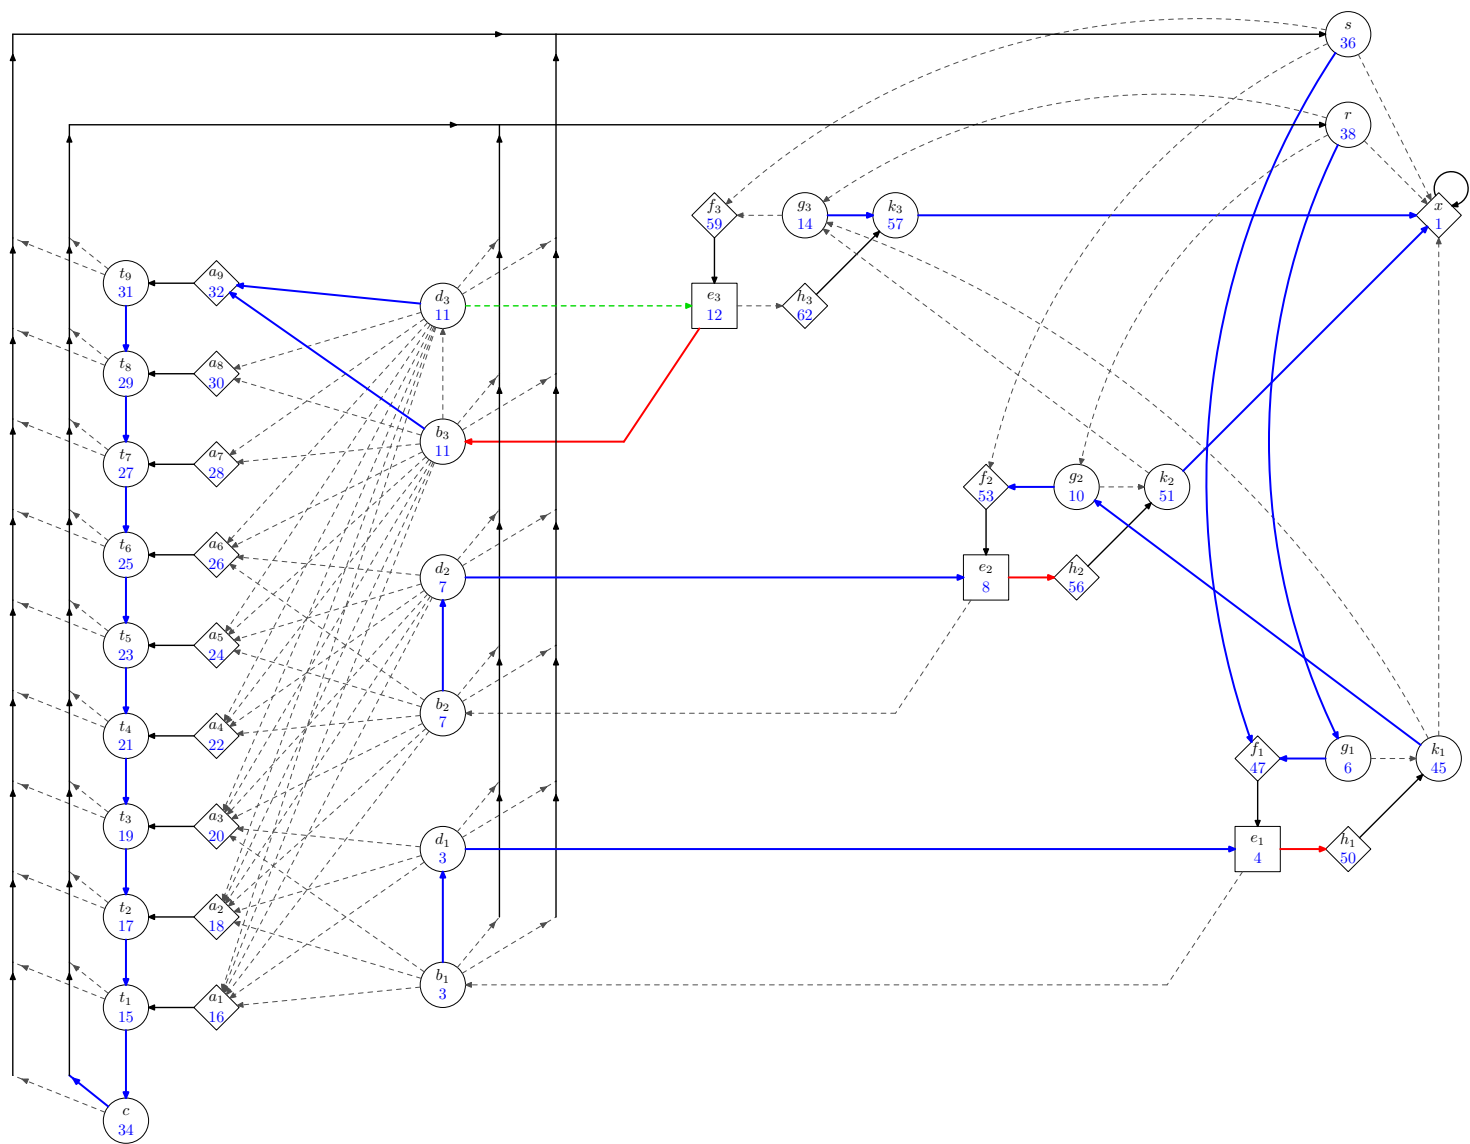 s
36
r
38
f₃
59
g₃
14
k₃
57
x
1
t₉
31
a₉
32
d₃
11
e₃
12
h₃
62
t₈
29
a₈
30
b₃
11
t₇
27
a₇
28
f₂
53
g₂
10
k₂
51
t₆
25
a₆
26
d₂
7
e₂
8
h₂
56
t₅
23
a₅
24
b₂
7
t₄
21
a₄
22
f₁
47
g₁
6
k₁
45
t₃
19
a₃
20
d₁
3
e₁
4
h₁
50
t₂
17
a₂
18
b₁
3
t₁
15
a₁
16
c
34